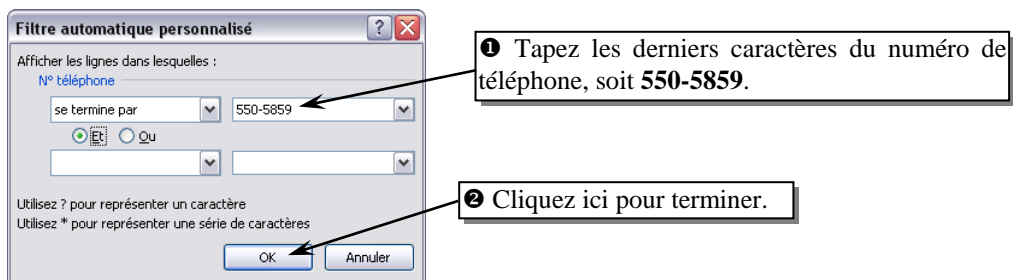 Filtre automatique personnalisé
Afficher les lignes dans lesquelles :
N° téléphone
se termine par 550-5859
Et Ou
Utilisez ? pour représenter un caractère
Utilisez * pour représenter une série de caractères
OK Annuler
❶ Tapez les derniers caractères du numéro de
téléphone, soit 550-5859.
❷ Cliquez ici pour terminer.